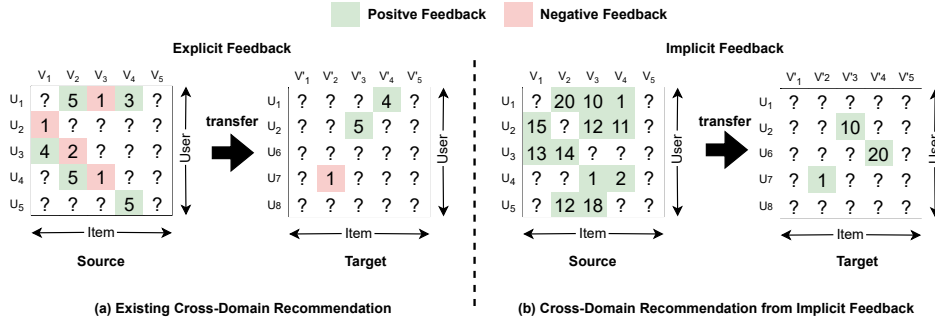 Positve Feedback Negative Feedback
Explicit Feedback
V1 V2 V3 V4 V5
U1 ? 5 1 3 ?
U2 1 ? ? ? ?
U3 4 2 ? ? ?
U4 ? 5 1 ? ?
U5 ? ? ? 5 ?
User
Item
Source
transfer
V'1 V'2 V'3 V'4 V'5
U1 ? ? ? 4 ?
U2 ? ? 5 ? ?
U6 ? ? ? ? ?
U7 ? 1 ? ? ?
U8 ? ? ? ? ?
User
Item
Target
(a) Existing Cross-Domain Recommendation
Implicit Feedback
V1 V2 V3 V4 V5
U1 ? 20 10 1 ?
U2 15 ? 12 11 ?
U3 13 14 ? ? ?
U4 ? ? 1 2 ?
U5 ? 12 18 ? ?
User
Item
Source
transfer
V'1 V'2 V'3 V'4 V'5
U1 ? ? ? ? ?
U2 ? ? 10 ? ?
U6 ? ? ? 20 ?
U7 ? 1 ? ? ?
U8 ? ? ? ? ?
User
Item
Target
(b) Cross-Domain Recommendation from Implicit Feedback